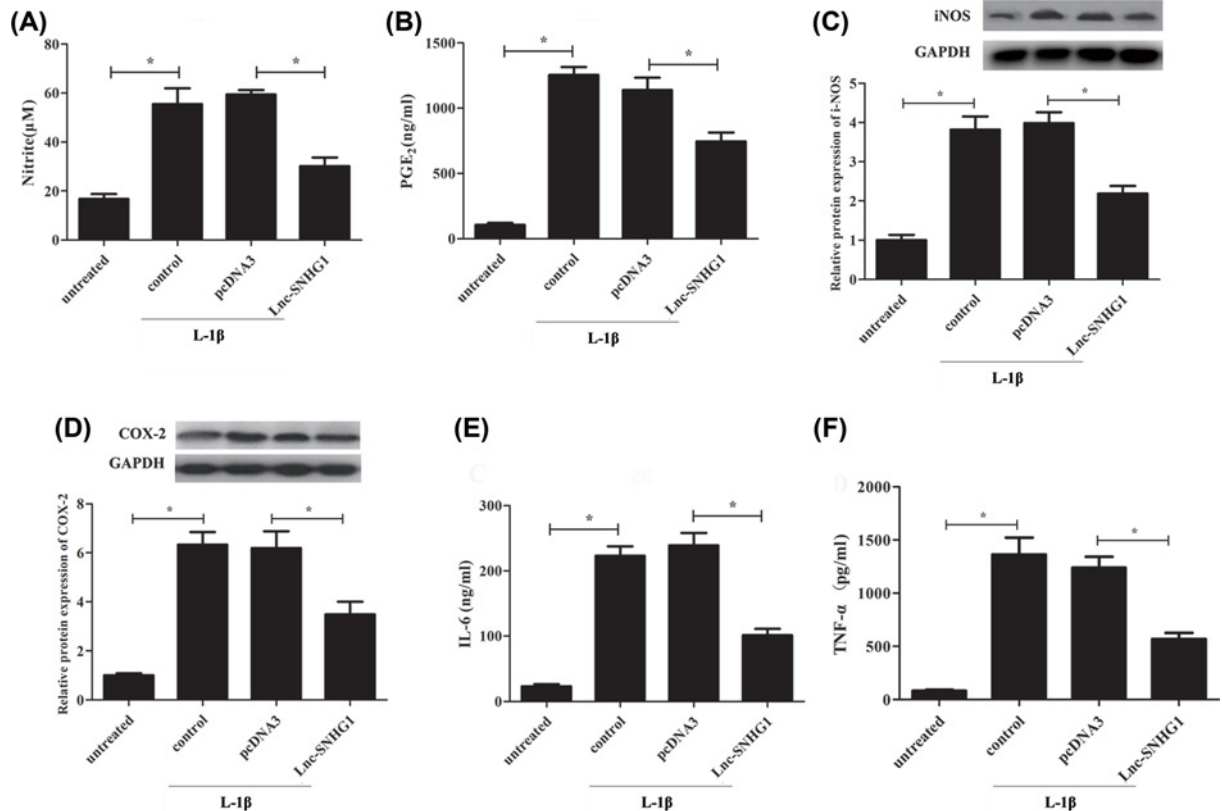 (A)
Nitrite(μM)
80
60
40
20
0
*
*
untreated
control
pcDNA3
Lnc-SNHG1
L-1β
(B)
PGE2(ng/ml)
1500
1000
500
0
*
*
untreated
control
pcDNA3
Lnc-SNHG1
L-1β
(C)
iNOS
GAPDH
Relative protein expression of i-NOS
5
4
3
2
1
0
*
*
untreated
control
pcDNA3
Lnc-SNHG1
L-1β
(D)
COX-2
GAPDH
Relative protein expression of COX-2
8
6
4
2
0
*
*
untreated
control
pcDNA3
Lnc-SNHG1
L-1β
(E)
C
IL-6 (ng/ml)
300
200
100
0
*
*
untreated
control
pcDNA3
Lnc-SNHG1
L-1β
(F)
D
TNF-α (pg/ml)
2000
1500
1000
500
0
*
*
untreated
control
pcDNA3
Lnc-SNHG1
L-1β